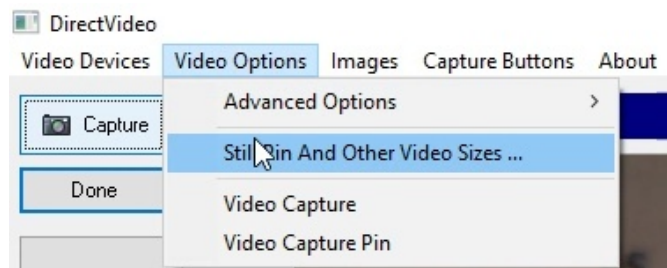 DirectVideo
Video Devices Video Options Images Capture Buttons About
Capture
Done
Advanced Options
Still Pin And Other Video Sizes ...
Video Capture
Video Capture Pin